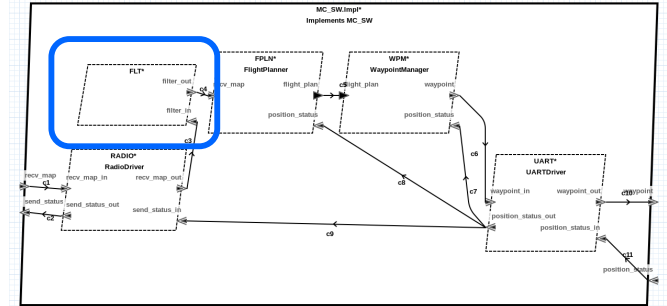 MC_SW.Impl*
Implements MC_SW
FLT*
filter_out
filter_in
c4
FPLN*
FlightPlanner
recv_map
flight_plan
position_status
c5
WPM*
WaypointManager
flight_plan
waypoint
position_status
c3
RADIO*
RadioDriver
recv_map
c1
recv_map_in
recv_map_out
send_status
c2
send_status_out
send_status_in
c6
c7
c8
c9
UART*
UARTDriver
waypoint_in
waypoint_out
position_status_out
position_status_in
c10
waypoint
c11
position_status